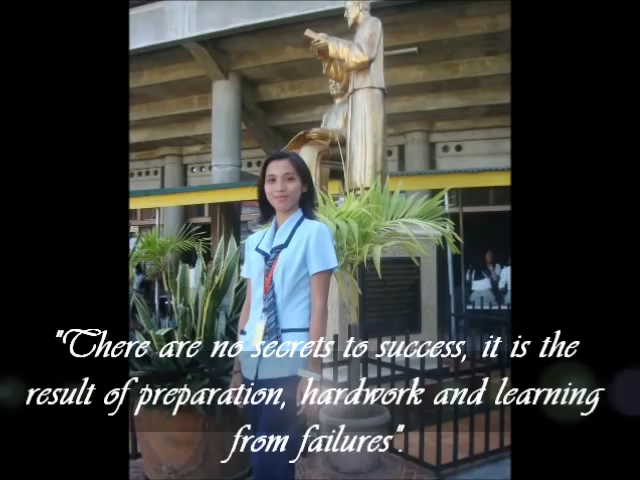 "There are no secrets to success, it is the
result of preparation, hardwork and learning
from failures".